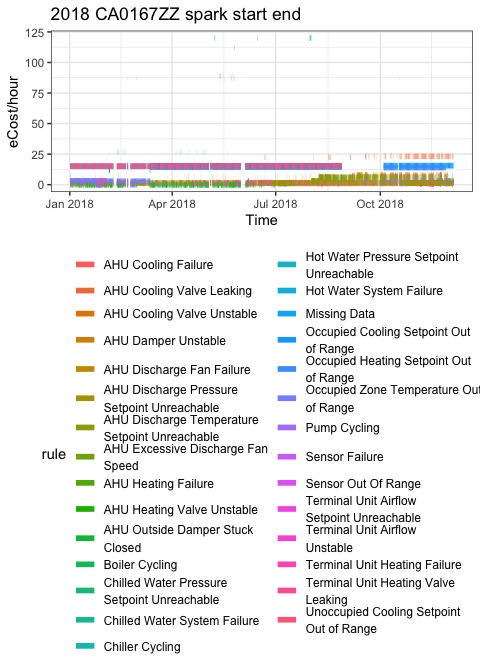 2018 CA0167ZZ spark start end
eCost/hour
125
100
75
50
25
0
Jan 2018
Apr 2018
Jul 2018
Oct 2018
Time
rule
AHU Cooling Failure
AHU Cooling Valve Leaking
AHU Cooling Valve Unstable
AHU Damper Unstable
AHU Discharge Fan Failure
AHU Discharge Pressure
Setpoint Unreachable
AHU Discharge Temperature
Setpoint Unreachable
AHU Excessive Discharge Fan
Speed
AHU Heating Failure
AHU Heating Valve Unstable
AHU Outside Damper Stuck
Closed
Boiler Cycling
Chilled Water Pressure
Setpoint Unreachable
Chilled Water System Failure
Chiller Cycling
Hot Water Pressure Setpoint
Unreachable
Hot Water System Failure
Missing Data
Occupied Cooling Setpoint Out
of Range
Occupied Heating Setpoint Out
of Range
Occupied Zone Temperature Out
of Range
Pump Cycling
Sensor Failure
Sensor Out Of Range
Terminal Unit Airflow
Setpoint Unreachable
Terminal Unit Airflow
Unstable
Terminal Unit Heating Failure
Terminal Unit Heating Valve
Leaking
Unoccupied Cooling Setpoint
Out of Range